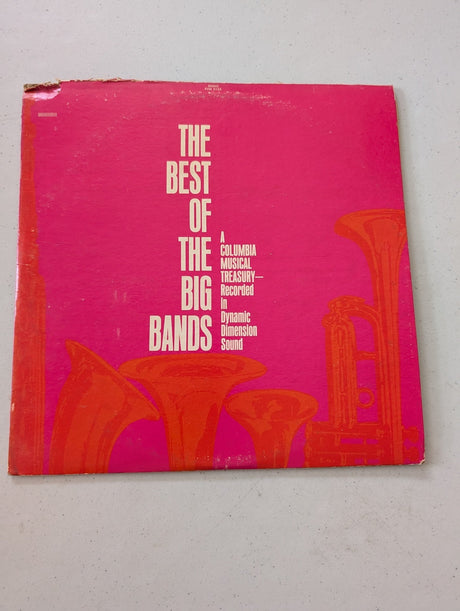 THE
BEST
OF
THE
BIG
BANDS
A
COLUMBIA
MUSICAL
TREASURY—
Recorded
in
Dynamic
Dimension
Sound